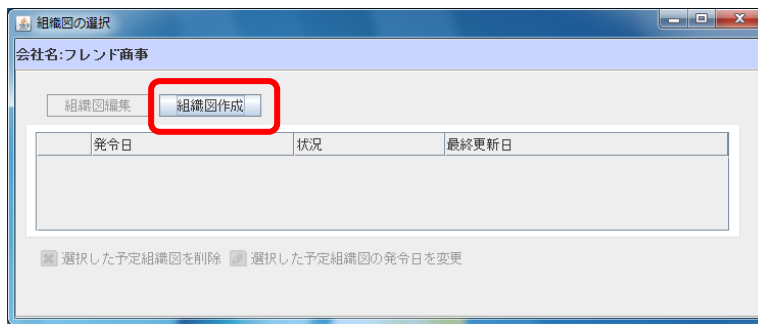 組織図の選択
会社名:フレンド商事
組織図編集 組織図作成
発令日 状況 最終更新日
選択した予定組織図を削除 選択した予定組織図の発令日を変更